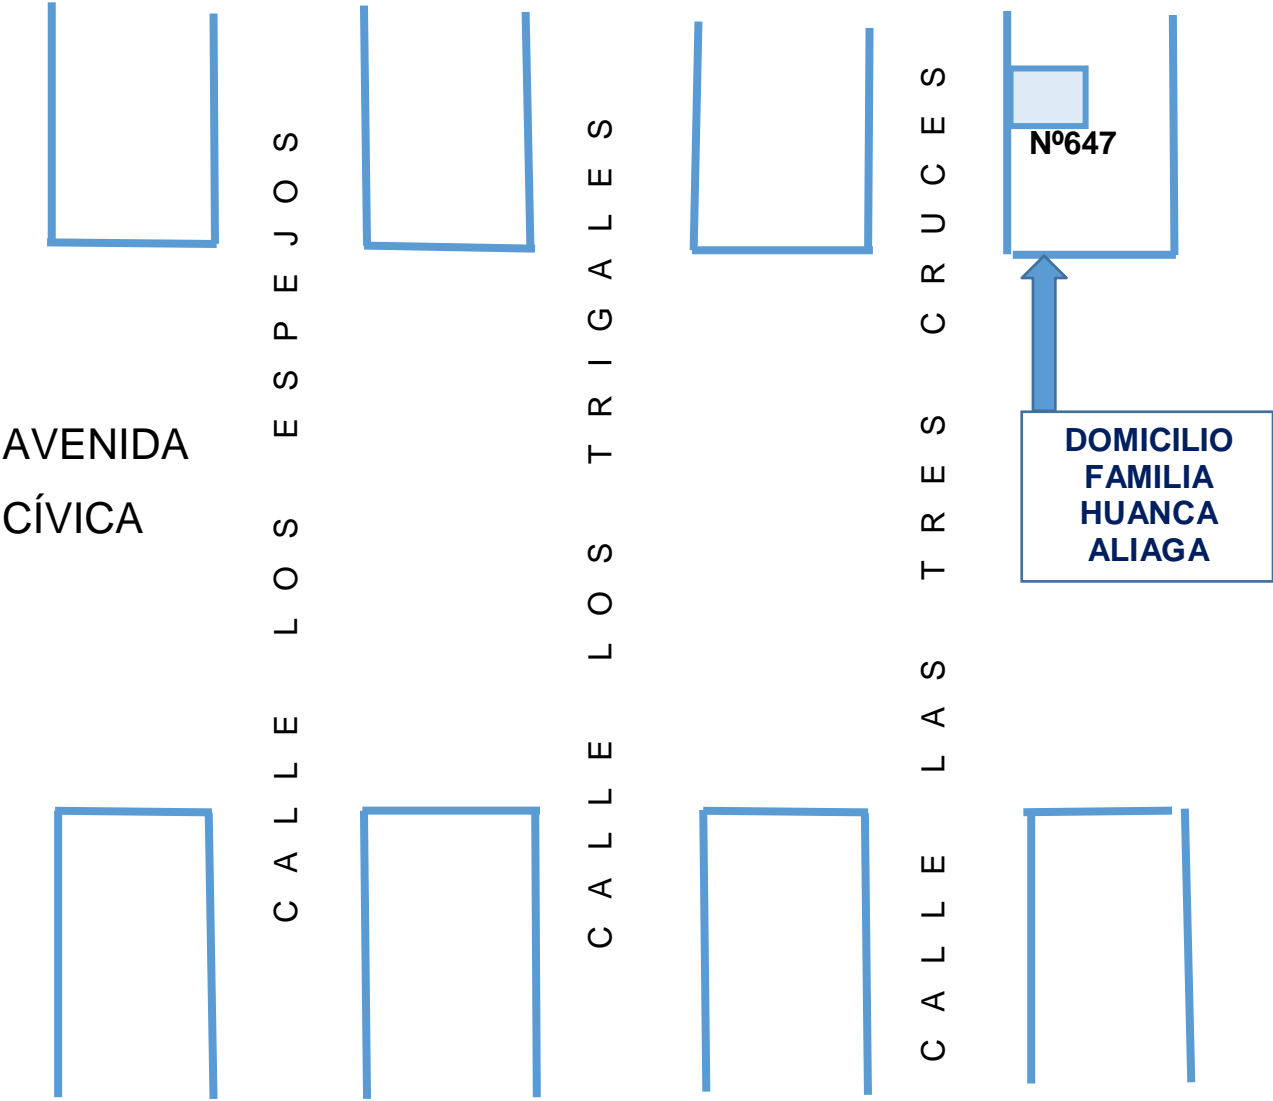 CALLE LOS ESPEJOS
CALLE LOS TRIGALES
CALLE LAS TRES CRUCES
Nº647
AVENIDA
CÍVICA
DOMICILIO
FAMILIA
HUANCA
ALIAGA